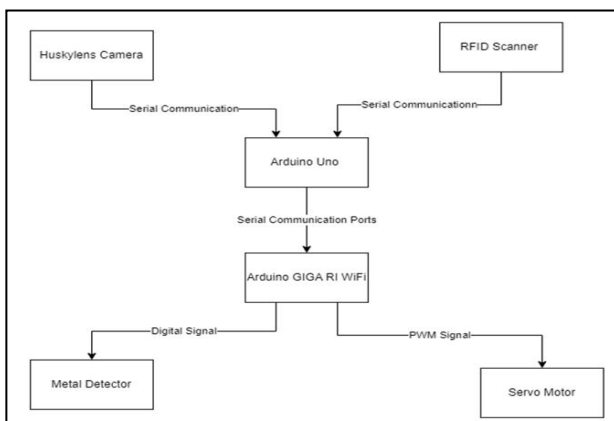 Huskylens Camera
RFID Scanner
Serial Communication
Serial Communicationn
Arduino Uno
Serial Communication Ports
Arduino GIGA RI WiFi
Digital Signal
PWM Signal
Metal Detector
Servo Motor